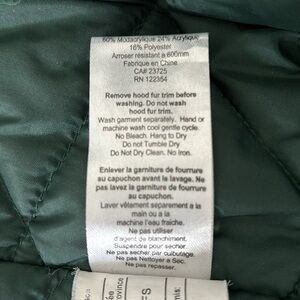 60% Modacrylique 24% Acrylique
16% Polyester
Arroser résistant à 600mm
Fabrique en Chine
CA# 23725
RN 122354
Remove hood fur trim before
washing. Do not wash
hood fur trim.
Wash garment separately. Hand or
machine wash cool gentle cycle.
No Bleach. Hang to Dry
Do not Tumble Dry
Do Not Dry Clean. No Iron.
Enlever la garniture de fourrure
au capuchon avant la lavage. Ne
pas lavez la garniture de fourrure
au capuchon.
Laver vêtement separement a la
main ou a la
machine l'eau fraîche.
Ne pas utiliser
d'agent de blanchiment.
Suspendre pour sécher.
Ne pas sécher par culbutage.
Ne pas Nettoyer a Sec.
Ne pas repasser.
rovince